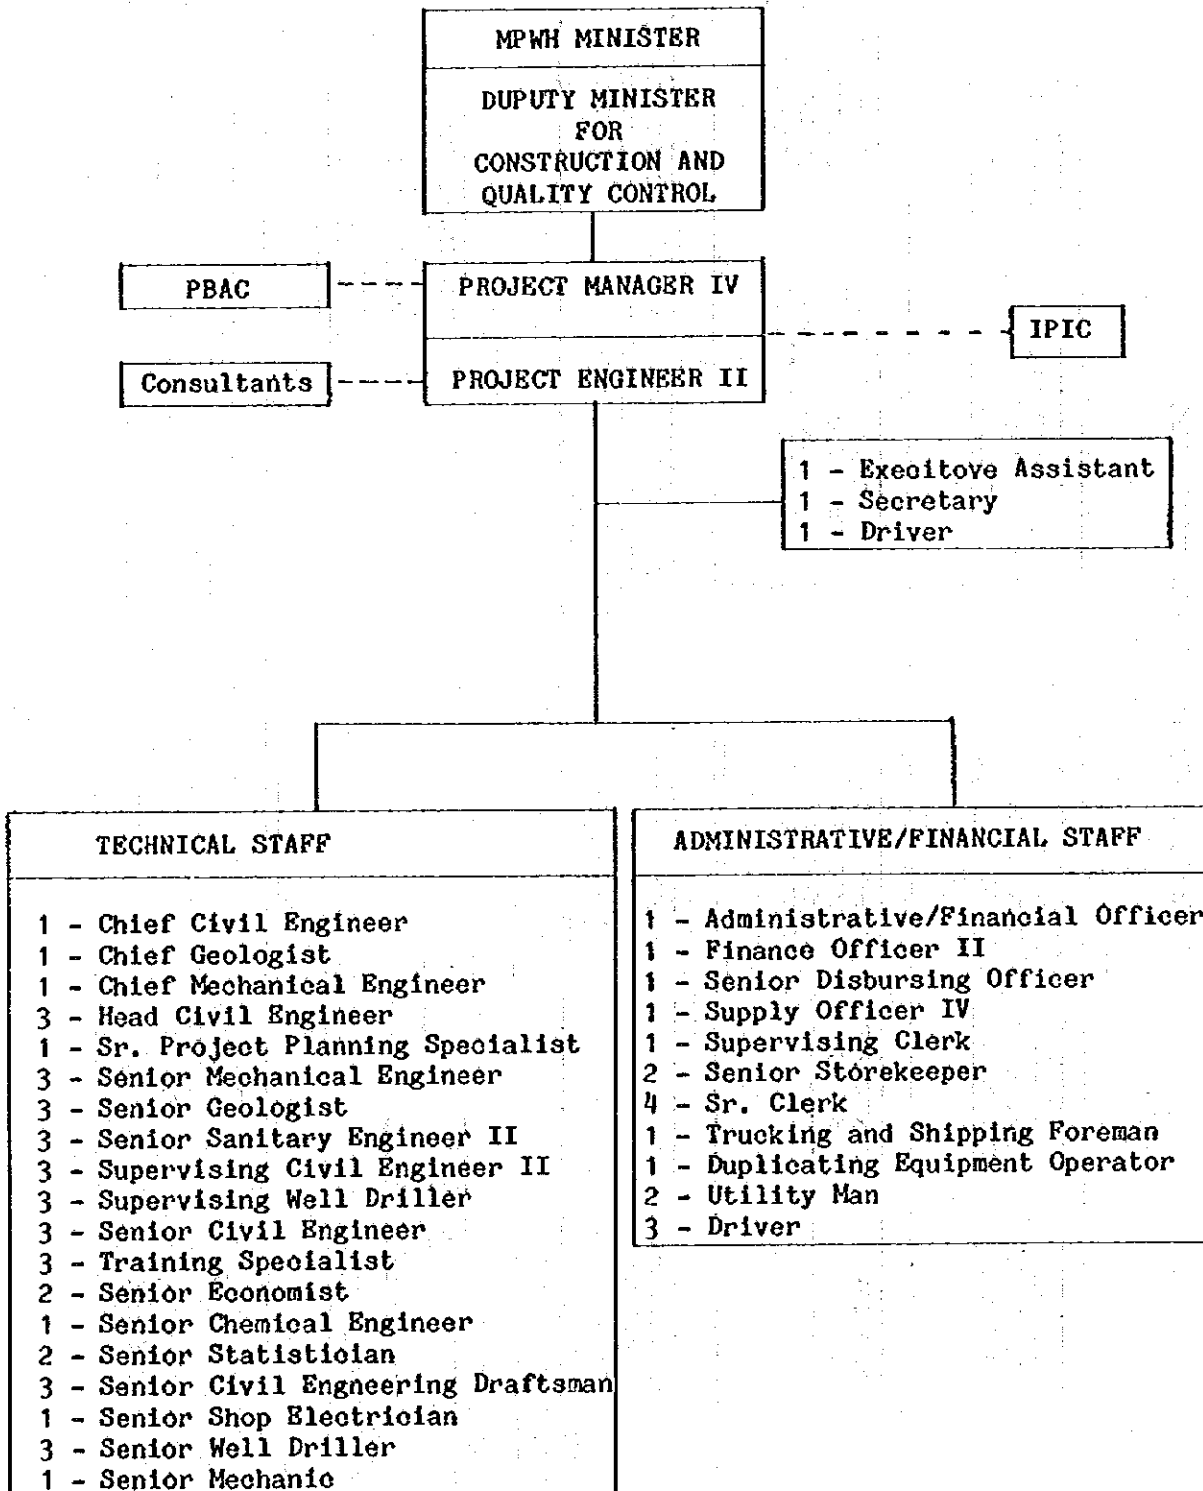 MPWH MINISTER
DUPUTY MINISTER
FOR
CONSTRUCTION AND
QUALITY CONTROL
PBAC
PROJECT MANAGER IV
IPIC
Consultants
PROJECT ENGINEER II
1 - Execitove Assistant
1 - Secretary
1 - Driver
TECHNICAL STAFF
1 - Chief Civil Engineer
1 - Chief Geologist
1 - Chief Mechanical Engineer
3 - Head Civil Engineer
1 - Sr. Project Planning Specialist
3 - Senior Mechanical Engineer
3 - Senior Geologist
3 - Senior Sanitary Engineer II
3 - Supervising Civil Engineer II
3 - Supervising Well Driller
3 - Senior Civil Engineer
3 - Training Specialist
2 - Senior Economist
1 - Senior Chemical Engineer
2 - Senior Statistician
3 - Senior Civil Engneering Draftsman
1 - Senior Shop Electrician
3 - Senior Well Driller
1 - Senior Mechanic
ADMINISTRATIVE/FINANCIAL STAFF
1 - Administrative/Financial Officer
1 - Finance Officer II
1 - Senior Disbursing Officer
1 - Supply Officer IV
1 - Supervising Clerk
2 - Senior Storekeeper
4 - Sr. Clerk
1 - Trucking and Shipping Foreman
1 - Duplicating Equipment Operator
2 - Utility Man
3 - Driver